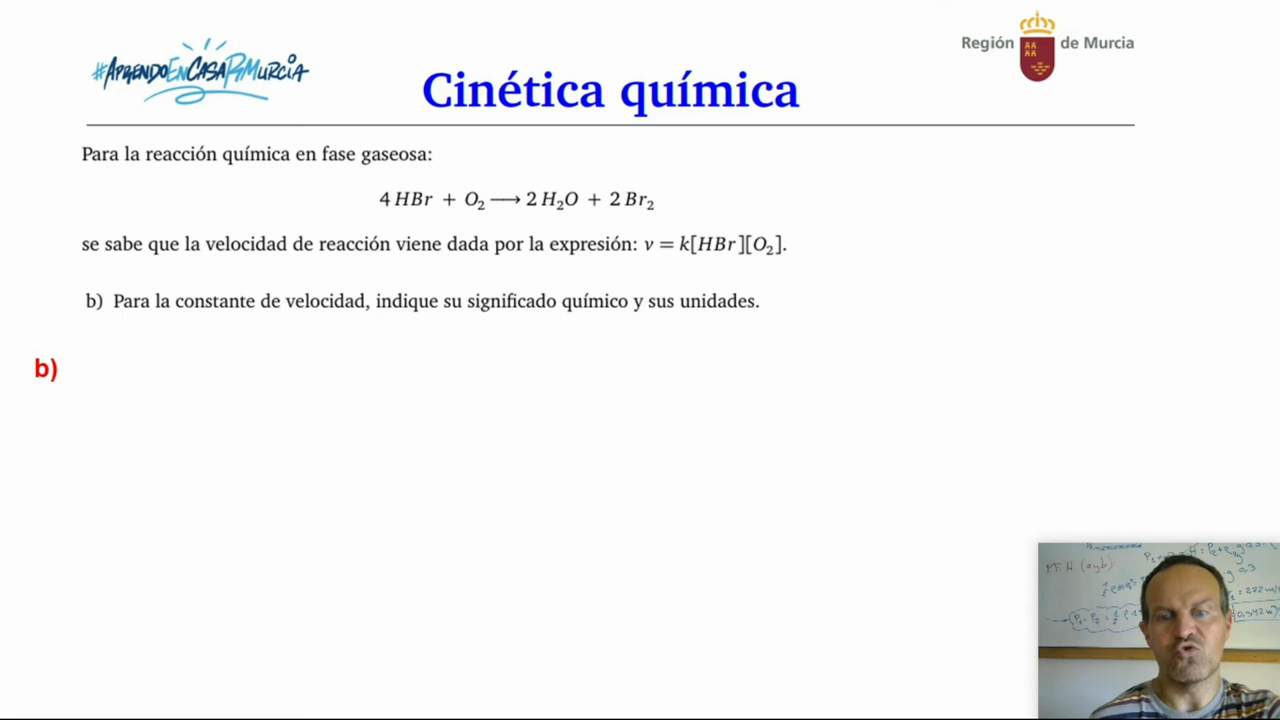 #APRENDOENCASARMURCIA
Región de Murcia
Cinética química
Para la reacción química en fase gaseosa:
4 HBr + O₂ ⟶ 2 H₂O + 2 Br₂
se sabe que la velocidad de reacción viene dada por la expresión: v = k[HBr][O₂].
b) Para la constante de velocidad, indique su significado químico y sus unidades.
b)